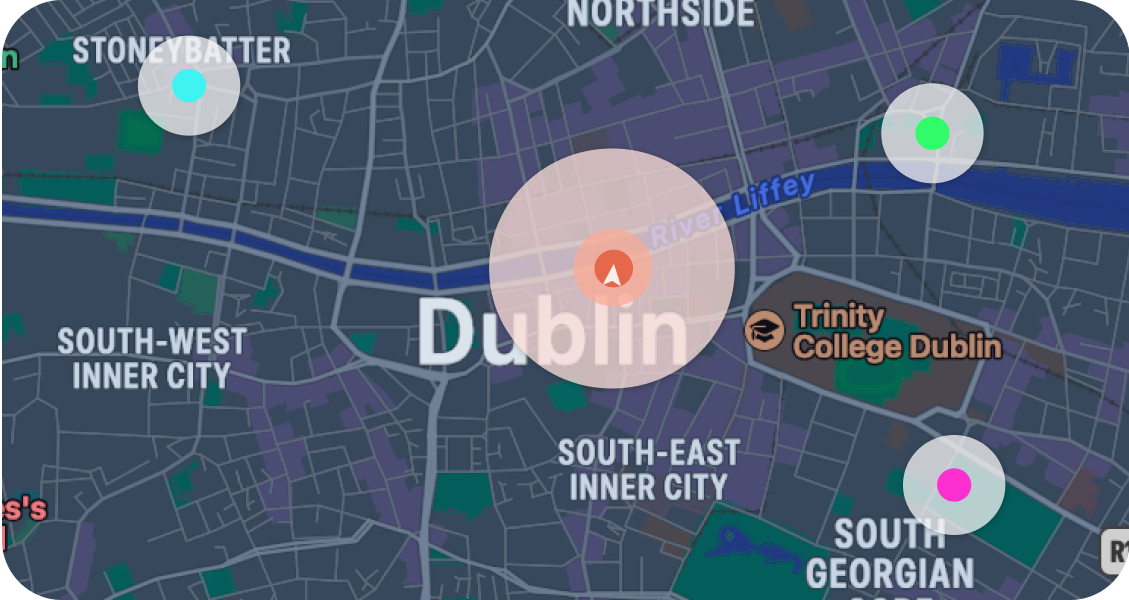 NORTHSIDE
STONEYBATTER
n
River Liffey
Dublin
Trinity
College Dublin
SOUTH-WEST
INNER CITY
SOUTH-EAST
INNER CITY
es's
SOUTH
GEORGIAN
R1